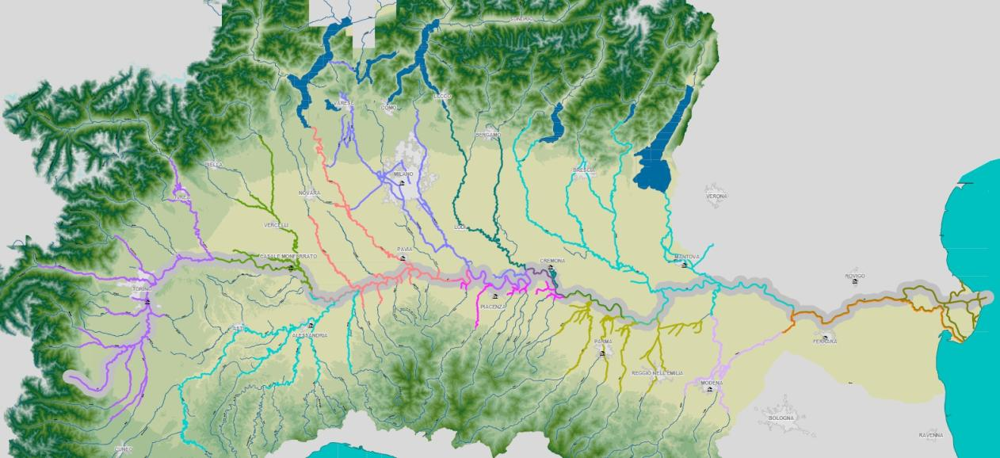 SONDRIO
LECCO
VARESE
COMO
BERGAMO
BIELLA
BRESCIA
MILANO
NOVARA
VERONA
IVREA
VERCELLI
LODI
PAVIA
CASALE MONFERRATO
CREMONA
MANTOVA
ROVIGO
TORINO
PIACENZA
ASTI
ALESSANDRIA
PARMA
FERRARA
REGGIO NELL'EMILIA
MODENA
BOLOGNA
RAVENNA
CUNEO